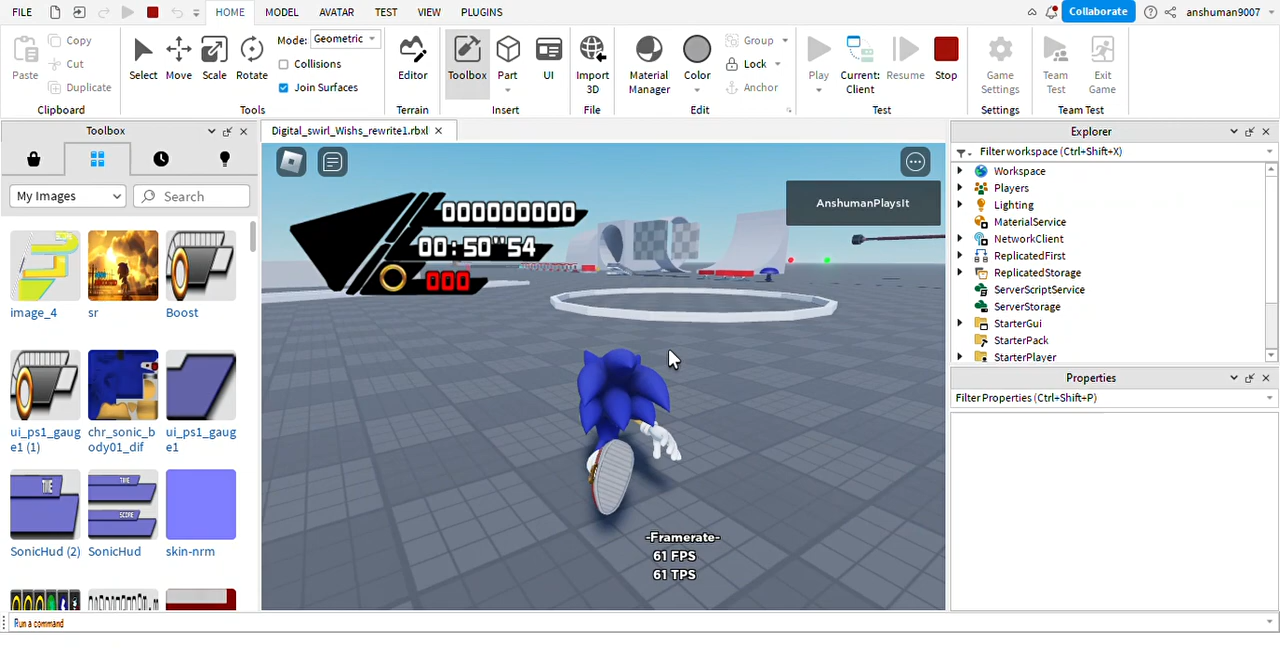 FILE HOME MODEL AVATAR TEST VIEW PLUGINS Collaborate anshuman9007
Paste Copy Cut Duplicate Clipboard
Select Move Scale Rotate Mode: Geometric Collisions Join Surfaces Tools
Editor Terrain
Toolbox Part UI Insert
Import 3D File
Material Manager Color Group Lock Anchor Edit
Play Current: Client Resume Stop Test
Game Settings Settings
Team Test Exit Game Team Test
Toolbox
Digital_swirl_Wishs_rewrite1.rbxl
My Images Search
image_4 sr Boost
ui_ps1_gauge1 (1) chr_sonic_body01_dif ui_ps1_gauge1
TIME TIME
SCORE
SonicHud (2) SonicHud skin-nrm
000000000
00:50"54
000
AnshumanPlaysIt
-Framerate-
61 FPS
61 TPS
Explorer
Filter workspace (Ctrl+Shift+X)
Workspace
Players
Lighting
MaterialService
NetworkClient
ReplicatedFirst
ReplicatedStorage
ServerScriptService
ServerStorage
StarterGui
StarterPack
StarterPlayer
Properties
Filter Properties (Ctrl+Shift+P)
Run a command